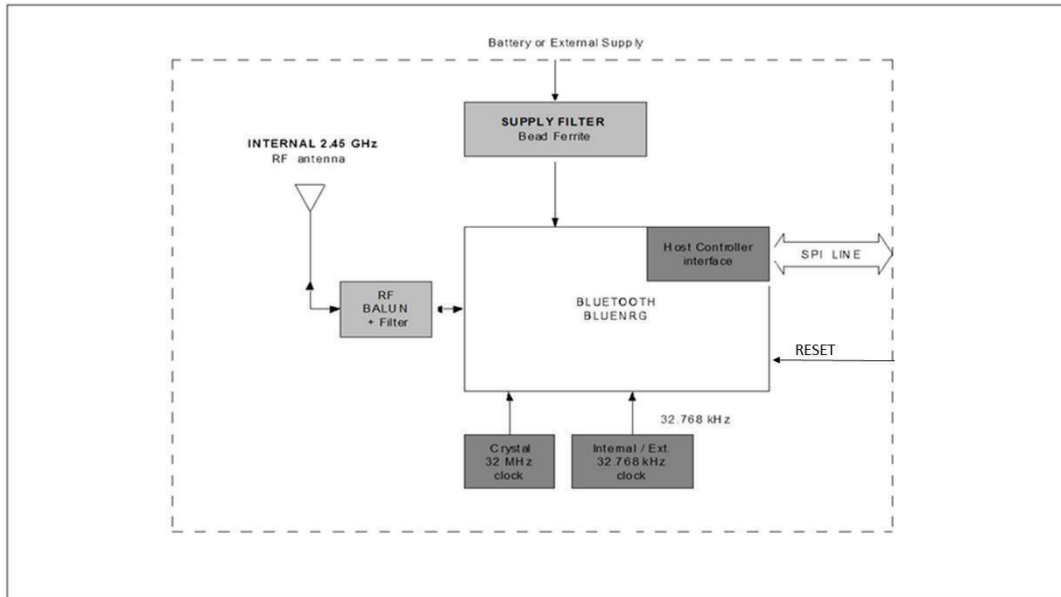 Battery or External Supply
SUPPLY FILTER
Bead Ferrite
INTERNAL 2.45 GHz
RF antenna
Host Controller
interface
SPI LINE
RF
BALUN
+ Filter
BLUETOOTH
BLUENRG
RESET
32.768 kHz
Crystal
32 MHz
clock
Internal / Ext.
32.768 kHz
clock